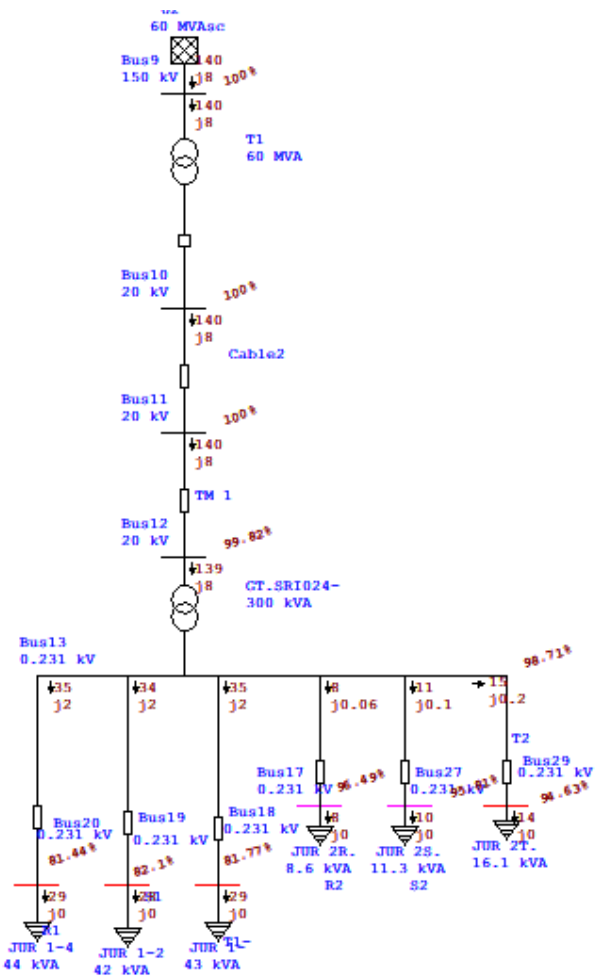 60 MVAsc
Bus9
150 kV
140
j8
100%
140
j8
T1
60 MVA
Bus10
20 kV
100%
140
j8
Cable2
Bus11
20 kV
100%
140
j8
TM 1
Bus12
20 kV
99.82%
139
j8
GT.SRI024-
300 kVA
Bus13
0.231 kV
98.71%
35
j2
34
j2
35
j2
8
j0.06
11
j0.1
15
j0.2
T2
Bus17
0.231 kV
96.49%
Bus27
0.231 kV
Bus29
0.231 kV
94.63%
Bus20
0.231 kV
81.44%
Bus19
0.231 kV
82.1%
Bus18
0.231 kV
81.77%
8
j0
10
j0
14
j0
JUR 2R.
8.6 kVA
R2
JUR 2S.
11.3 kVA
S2
JUR 2T.
16.1 kVA
29
j0
j0
29
j0
JUR 1-4
44 kVA
JUR 1-2
42 kVA
43 kVA